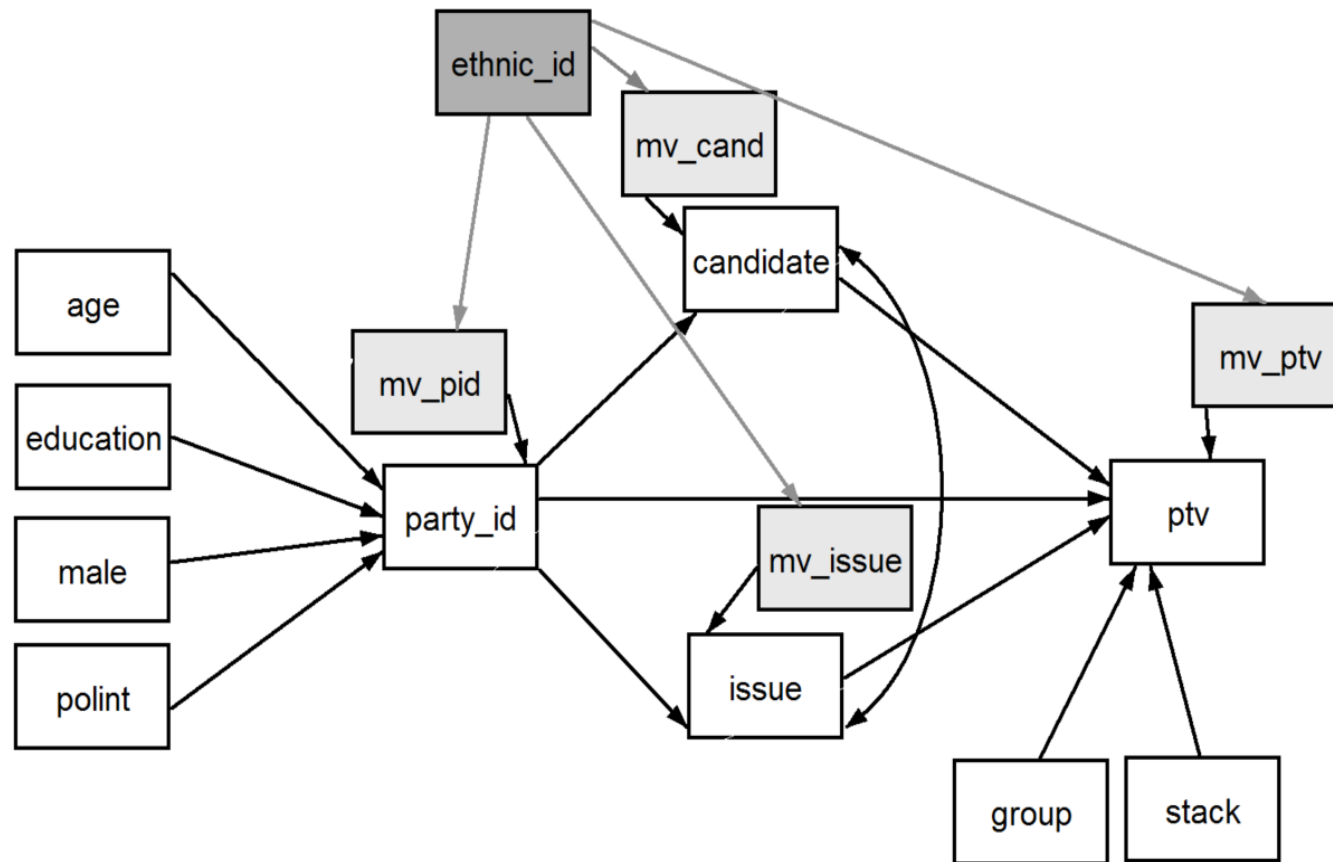 ethnic_id
mv_cand
candidate
age
mv_pid
mv_ptv
education
party_id
ptv
male
mv_issue
polint
issue
group
stack